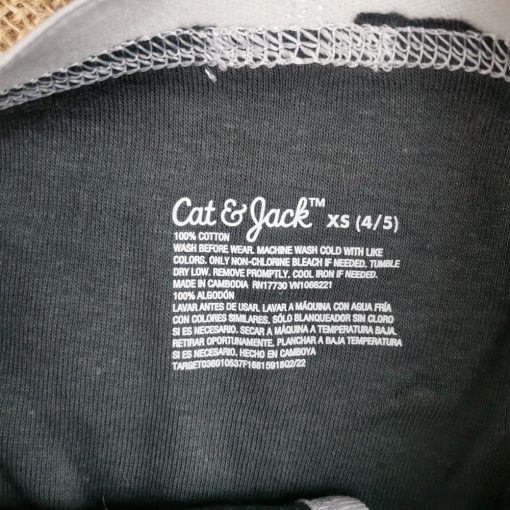 Cat & Jack™ XS (4/5)
100% COTTON
WASH BEFORE WEAR. MACHINE WASH COLD WITH LIKE
COLORS. ONLY NON-CHLORINE BLEACH IF NEEDED. TUMBLE
DRY LOW. REMOVE PROMPTLY. COOL IRON IF NEEDED.
MADE IN CAMBODIA RN17730 VN1066221
100% ALGODÓN
LAVAR ANTES DE USAR. LAVAR A MÁQUINA CON AGUA FRÍA
CON COLORES SIMILARES. SÓLO BLANQUEADOR SIN CLORO
SI ES NECESARIO. SECAR A MÁQUINA A TEMPERATURA BAJA.
RETIRAR OPORTUNAMENTE. PLANCHAR A BAJA TEMPERATURA
SI ES NECESARIO. HECHO EN CAMBOYA
TARGET036010537F16815918Q2/22